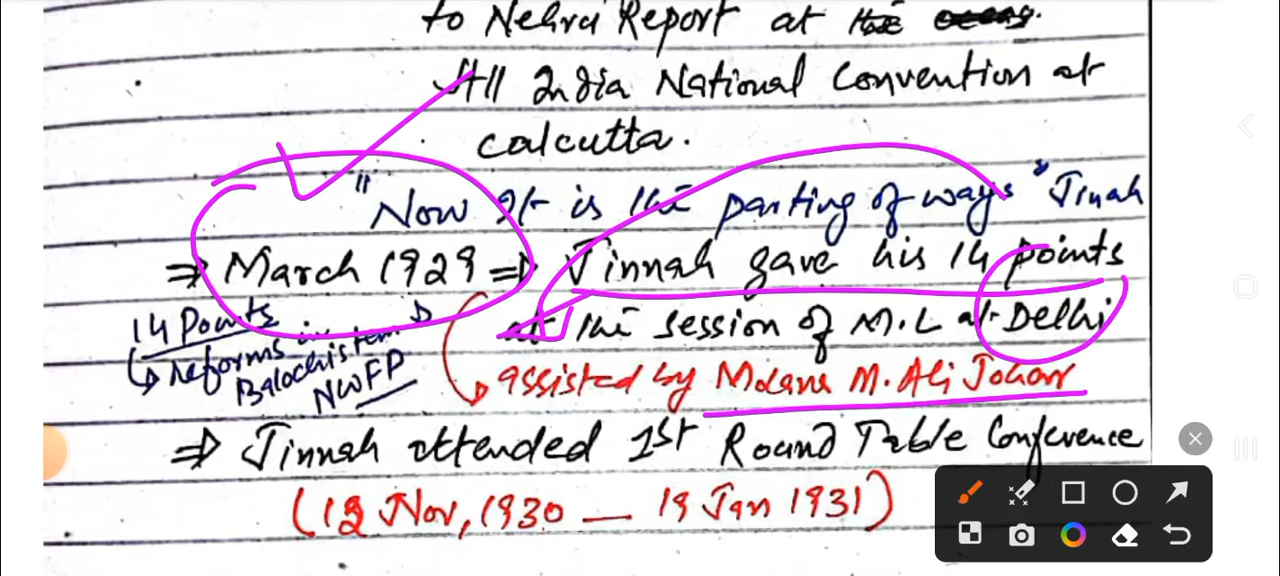 to Nehru Report at the
All India National Convention at
Calcutta.
"Now It is the parting of ways" Jinah
⇒ March 1929 ⇒ Jinnah gave his 14 points
at the session of M.L at Delhi
14 Points
↳ reforms in
Balochistan
NWFP
↳ assisted by Molana M. Ali Johar
⇒ Jinnah attended 1st Round Table Conference
(12 Nov, 1930 — 19 Jan 1931)